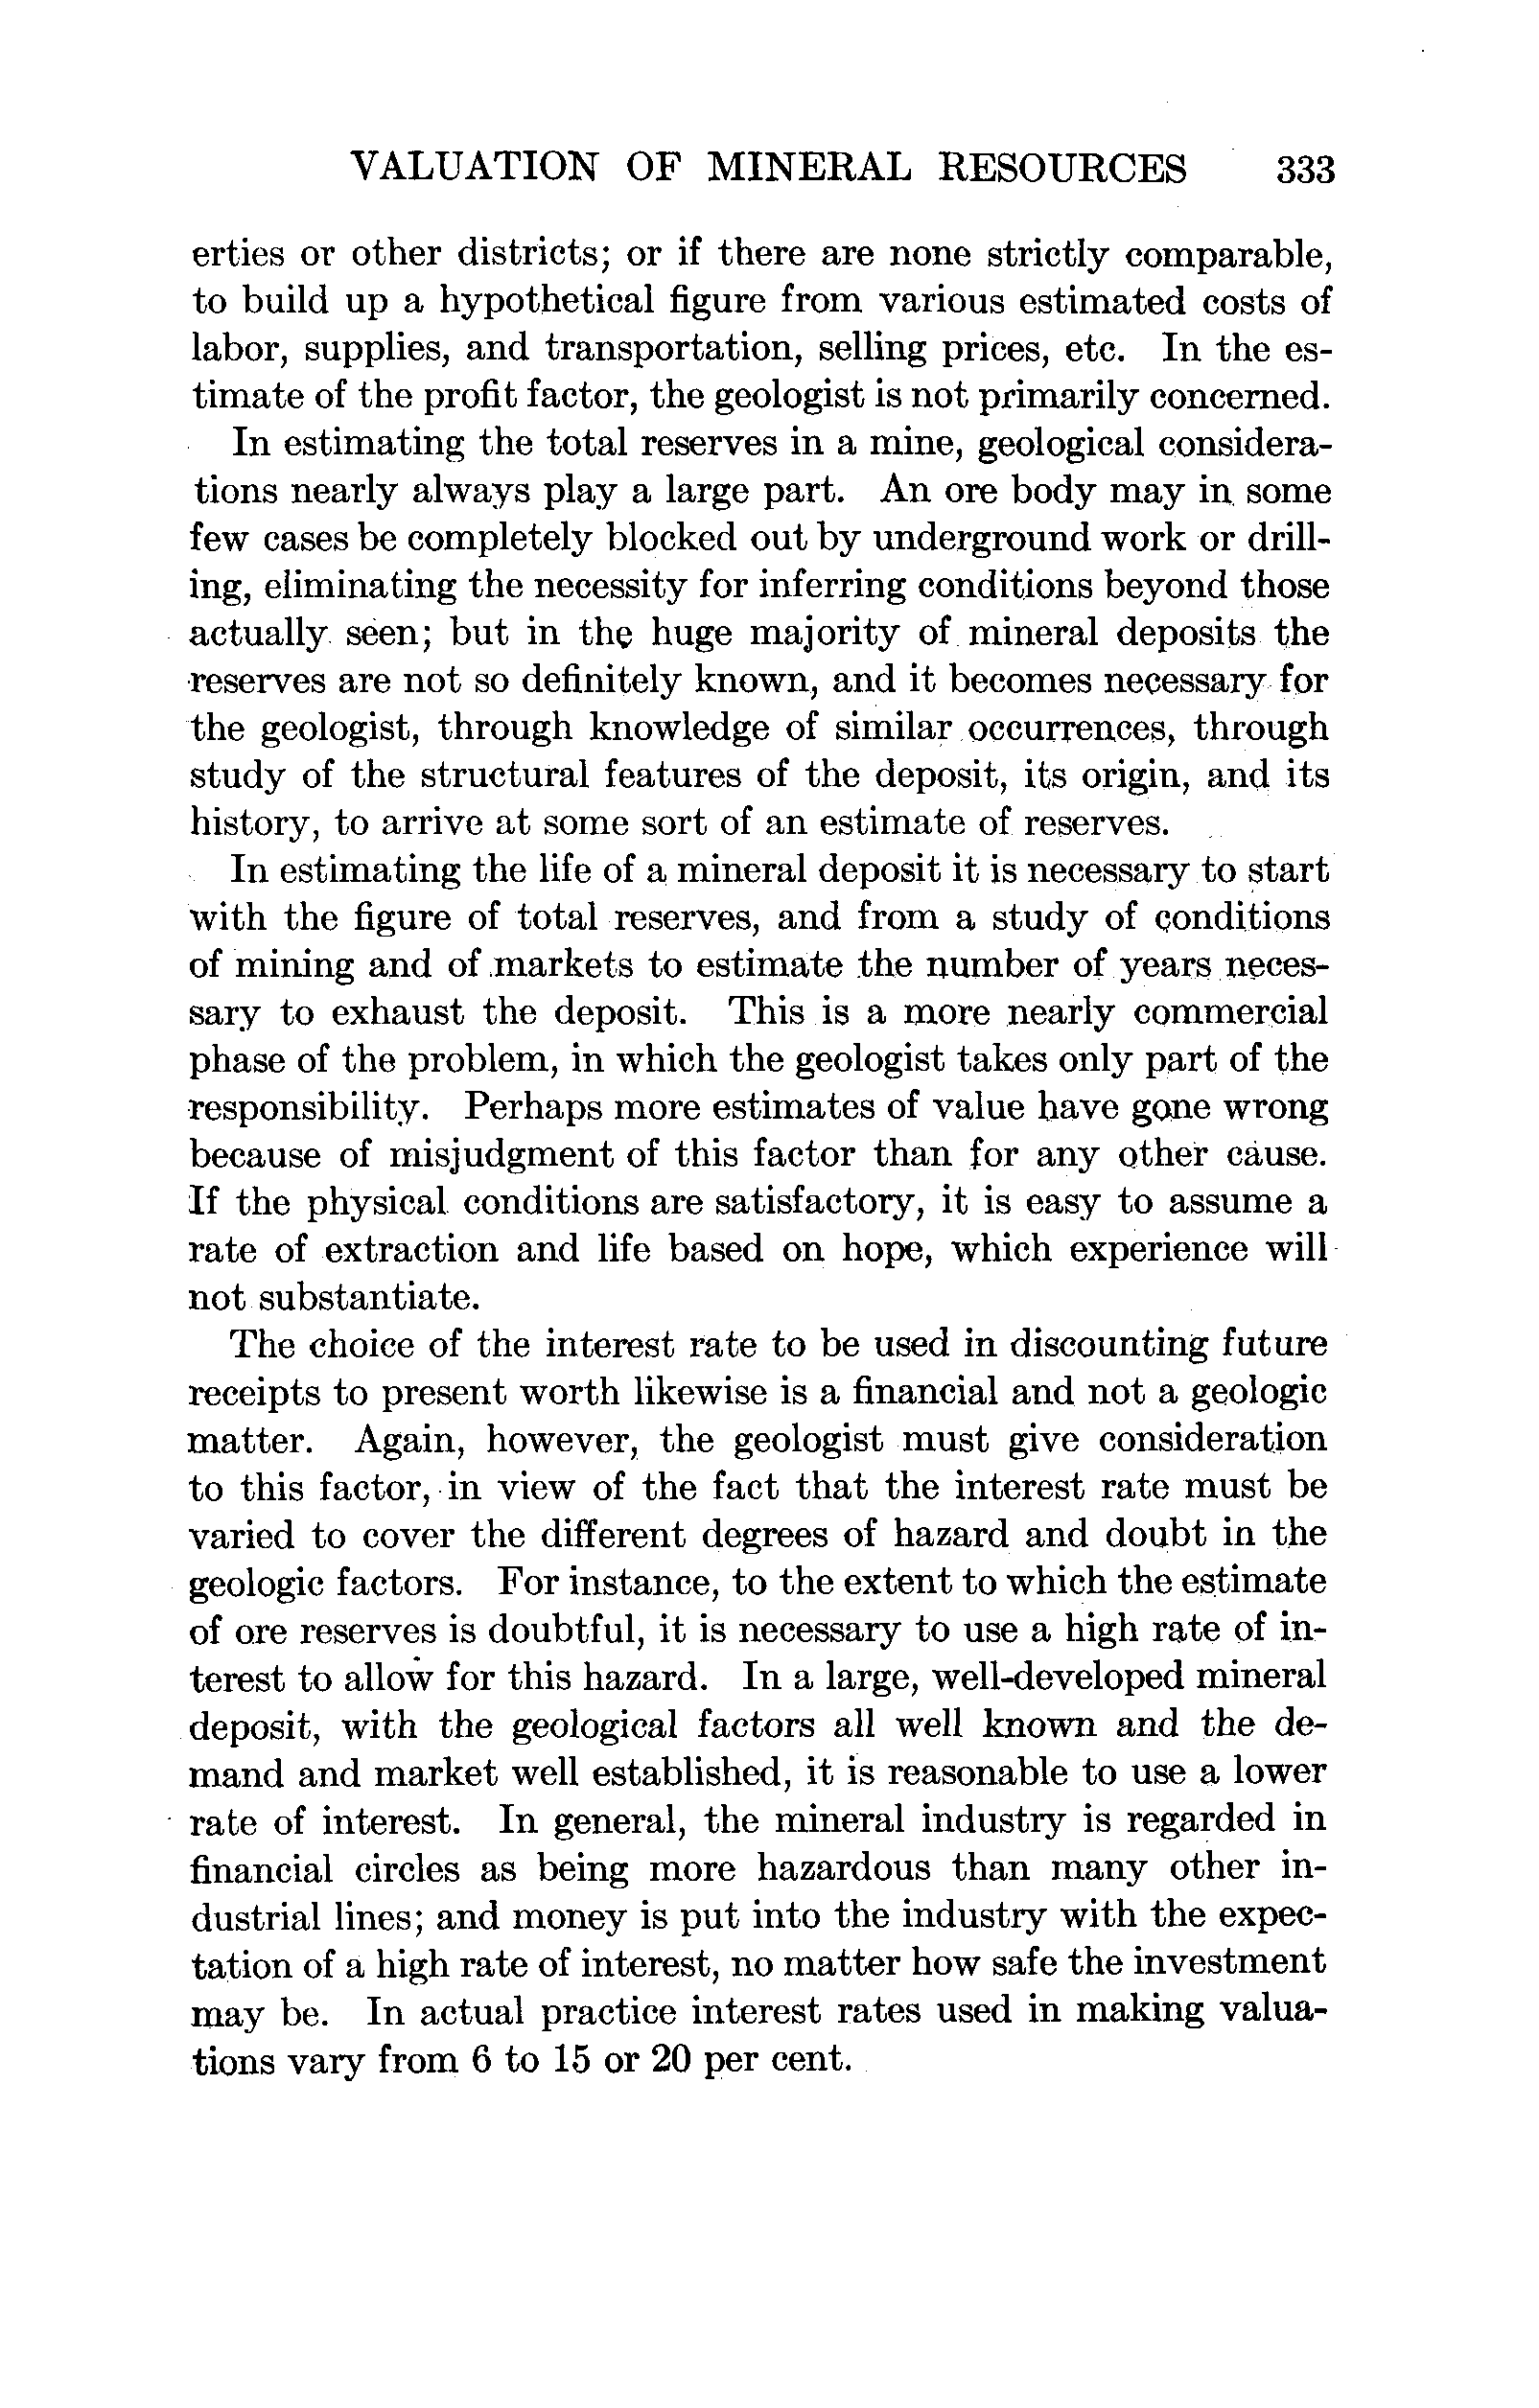 VALUATION OF MINERAL RESOURCES 333
erties or other districts; or if there are none strictly comparable,
to build up a hypothetical figure from various estimated costs of
labor, supplies, and transportation, selling prices, etc. In the es-
timate of the profit factor, the geologist is not primarily concerned.
In estimating the total reserves in a mine, geological considera-
tions nearly always play a large part. An ore body may in some
few cases be completely blocked out by underground work or drill-
ing, eliminating the necessity for inferring conditions beyond those
actually seen; but in the huge majority of mineral deposits the
reserves are not so definitely known, and it becomes necessary for
the geologist, through knowledge of similar occurrences, through
study of the structural features of the deposit, its origin, and its
history, to arrive at some sort of an estimate of reserves.
In estimating the life of a mineral deposit it is necessary to start
with the figure of total reserves, and from a study of conditions
of mining and of markets to estimate the number of years neces-
sary to exhaust the deposit. This is a more nearly commercial
phase of the problem, in which the geologist takes only part of the
responsibility. Perhaps more estimates of value have gone wrong
because of misjudgment of this factor than for any other cause.
If the physical conditions are satisfactory, it is easy to assume a
rate of extraction and life based on hope, which experience will
not substantiate.
The choice of the interest rate to be used in discounting future
receipts to present worth likewise is a financial and not a geologic
matter. Again, however, the geologist must give consideration
to this factor, in view of the fact that the interest rate must be
varied to cover the different degrees of hazard and doubt in the
geologic factors. For instance, to the extent to which the estimate
of ore reserves is doubtful, it is necessary to use a high rate of in-
terest to allow for this hazard. In a large, well-developed mineral
deposit, with the geological factors all well known and the de-
mand and market well established, it is reasonable to use a lower
rate of interest. In general, the mineral industry is regarded in
financial circles as being more hazardous than many other in-
dustrial lines; and money is put into the industry with the expec-
tation of a high rate of interest, no matter how safe the investment
may be. In actual practice interest rates used in making valua-
tions vary from 6 to 15 or 20 per cent.